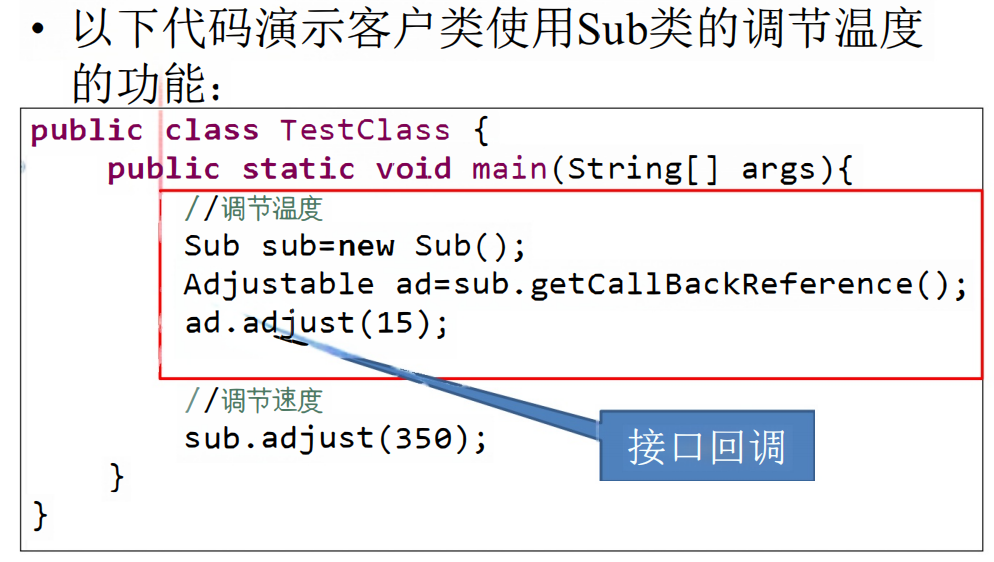 • 以下代码演示客户类使用Sub类的调节温度
的功能：
public class TestClass {
public static void main(String[] args){
//调节温度
Sub sub=new Sub();
Adjustable ad=sub.getCallBackReference();
ad.adjust(15);
//调节速度
sub.adjust(350);
接口回调
}
}